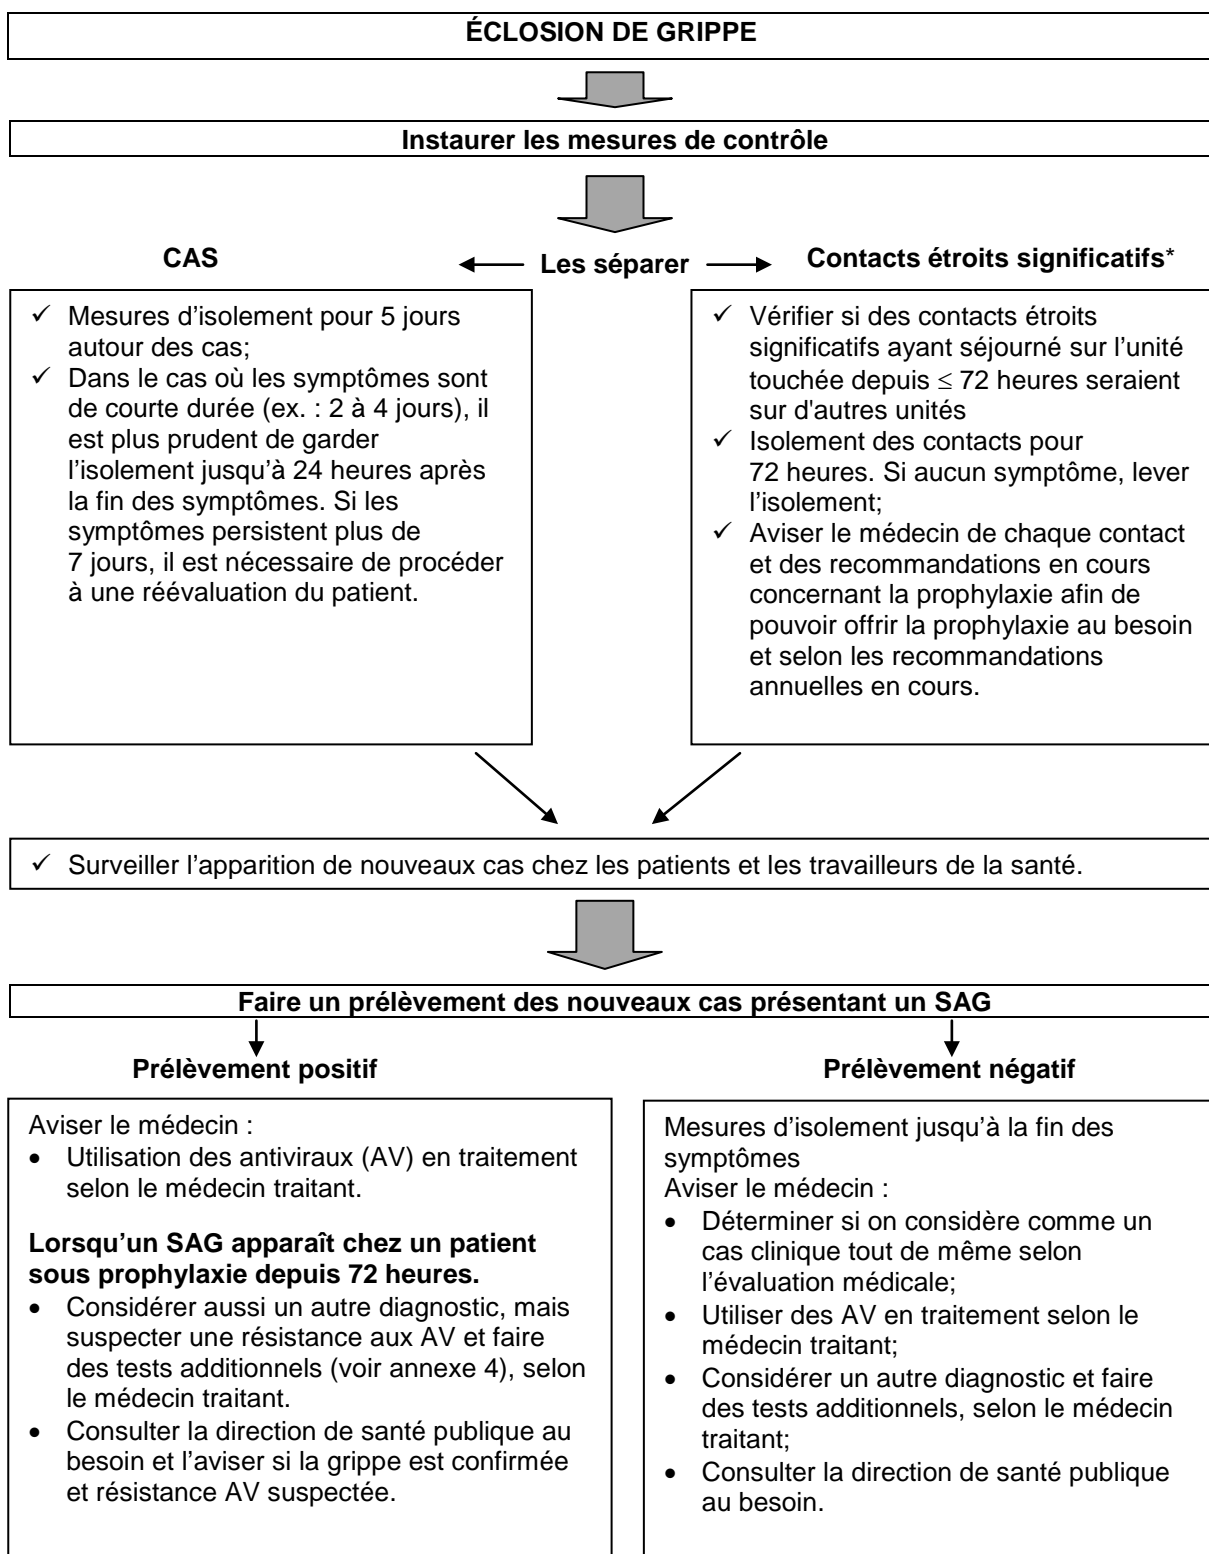 ÉCLOSION DE GRIPPE
Instaurer les mesures de contrôle
CAS
Les séparer
Contacts étroits significatifs*
✓ Mesures d’isolement pour 5 jours
autour des cas;
✓ Dans le cas où les symptômes sont
de courte durée (ex. : 2 à 4 jours), il
est plus prudent de garder
l’isolement jusqu’à 24 heures après
la fin des symptômes. Si les
symptômes persistent plus de
7 jours, il est nécessaire de procéder
à une réévaluation du patient.
✓ Vérifier si des contacts étroits
significatifs ayant séjourné sur l’unité
touchée depuis ≤ 72 heures seraient
sur d'autres unités
✓ Isolement des contacts pour
72 heures. Si aucun symptôme, lever
l’isolement;
✓ Aviser le médecin de chaque contact
et des recommandations en cours
concernant la prophylaxie afin de
pouvoir offrir la prophylaxie au besoin
et selon les recommandations
annuelles en cours.
✓ Surveiller l’apparition de nouveaux cas chez les patients et les travailleurs de la santé.
Faire un prélèvement des nouveaux cas présentant un SAG
Prélèvement positif
Prélèvement négatif
Aviser le médecin :
• Utilisation des antiviraux (AV) en traitement
selon le médecin traitant.
Lorsqu’un SAG apparaît chez un patient
sous prophylaxie depuis 72 heures.
• Considérer aussi un autre diagnostic, mais
suspecter une résistance aux AV et faire
des tests additionnels (voir annexe 4), selon
le médecin traitant.
• Consulter la direction de santé publique au
besoin et l’aviser si la grippe est confirmée
et résistance AV suspectée.
Mesures d’isolement jusqu’à la fin des
symptômes
Aviser le médecin :
• Déterminer si on considère comme un
cas clinique tout de même selon
l’évaluation médicale;
• Utiliser des AV en traitement selon le
médecin traitant;
• Considérer un autre diagnostic et faire
des tests additionnels, selon le médecin
traitant;
• Consulter la direction de santé publique
au besoin.